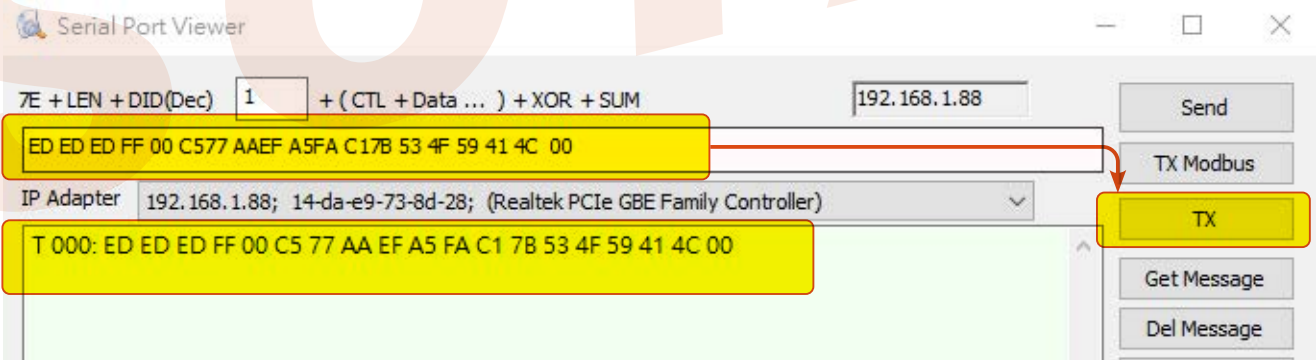 Serial Port Viewer
7E + LEN + DID(Dec) 1 + ( CTL + Data ... ) + XOR + SUM 192.168.1.88
Send
ED ED ED FF 00 C577 AAEF A5FA C17B 53 4F 59 41 4C  00
TX Modbus
IP Adapter 192.168.1.88; 14-da-e9-73-8d-28; (Realtek PCIe GBE Family Controller)
TX
T 000: ED ED ED FF 00 C5 77 AA EF A5 FA C1 7B 53 4F 59 41 4C 00
Get Message
Del Message